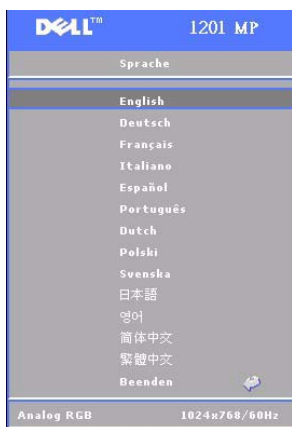 DELL™ 1201 MP
Sprache
English
Deutsch
Français
Italiano
Español
Português
Dutch
Polski
Svenska
日本語
영어
简体中文
繁體中文
Beenden
Analog RGB 1024x768/60Hz